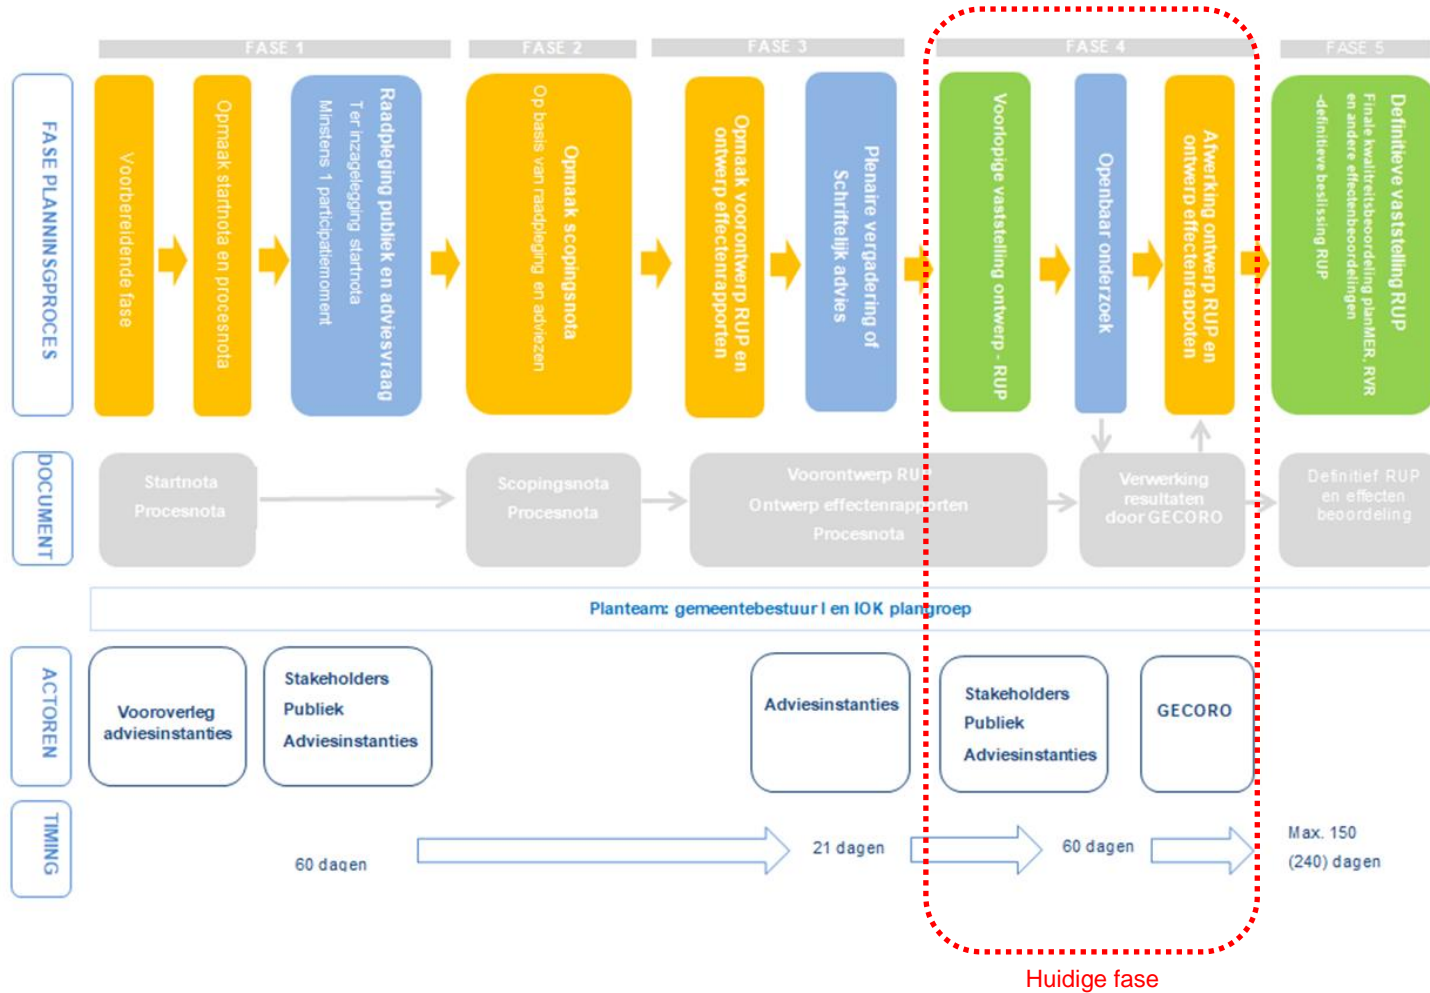 FASE 1
FASE 2
FASE 3
FASE 4
FASE 5
FASE PLANNINSGPROCES
Voorbereidende fase
Opmaak startnota en procesnota
Raadpleging publiek en adviesvraag
Ter inzagelegging startnota
Minstens 1 participatiemoment
Opmaak scopingsnota
Op basis van raadpleging en adviezen
Opmaak voorontwerp RUP en
ontwerp effectenrapporten
Plenaire vergadering of
Schriftelijk advies
Voorlopige vaststelling ontwerp - RUP
Openbaar onderzoek
Afwerking ontwerp RUP en
ontwerp effectenrappoten
Definitieve vaststelling RUP
Finale kwalitreitsboordeling planMER, RVR
en andere effectenbeoordelingen
-definitieve beslissing RUP
DOCUMENT
Startnota
Procesnota
Scopingsnota
Procesnota
Voorontwerp RUP
Ontwerp effectenrapporten
Procesnota
Verwerking
resultaten
door GECORO
Definitief RUP
en effecten
beoordeling
Planteam: gemeentebestuur I en IOK plangroep
ACTOREN
Vooroverleg
adviesinstanties
Stakeholders
Publiek
Adviesinstanties
Adviesinstanties
Stakeholders
Publiek
Adviesinstanties
GECORO
TIMING
60 dagen
21 dagen
60 dagen
Max. 150
(240) dagen
Huidige fase